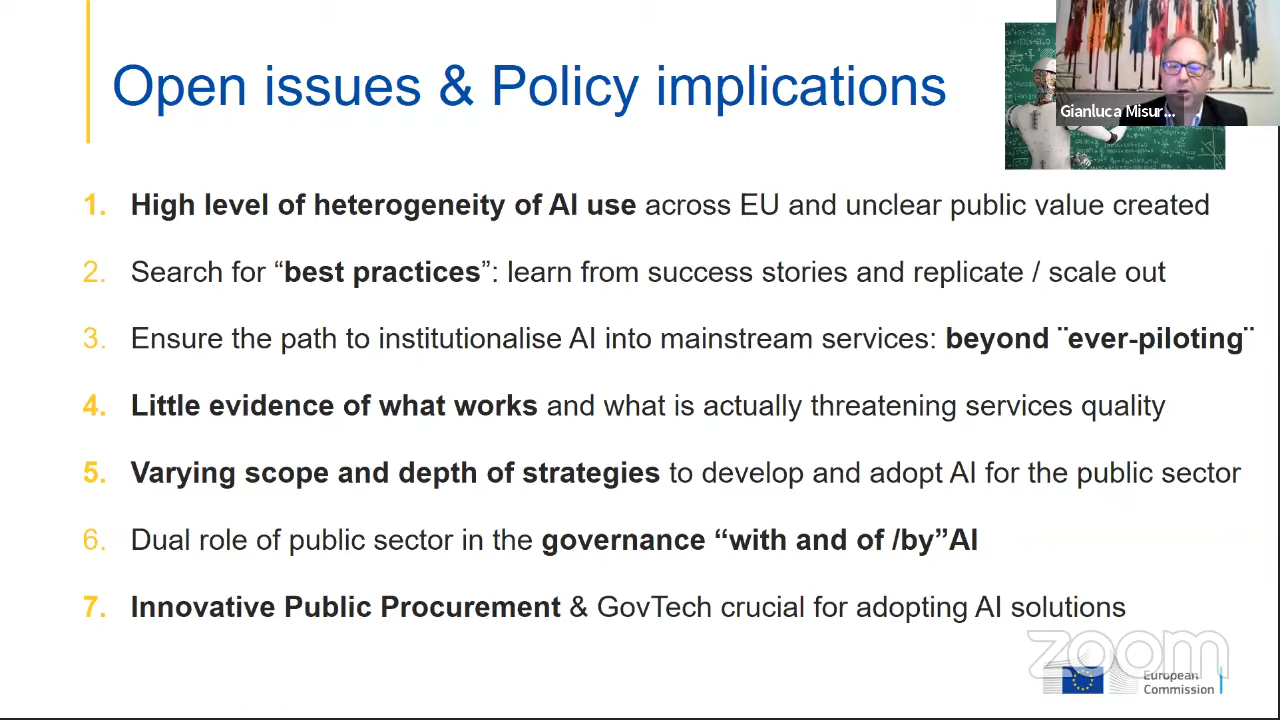 Open issues & Policy implications
Gianluca Misur...
1. High level of heterogeneity of AI use across EU and unclear public value created
2. Search for “best practices”: learn from success stories and replicate / scale out
3. Ensure the path to institutionalise AI into mainstream services: beyond ¨ever-piloting¨
4. Little evidence of what works and what is actually threatening services quality
5. Varying scope and depth of strategies to develop and adopt AI for the public sector
6. Dual role of public sector in the governance “with and of /by”AI
7. Innovative Public Procurement & GovTech crucial for adopting AI solutions
zoom
European
Commission